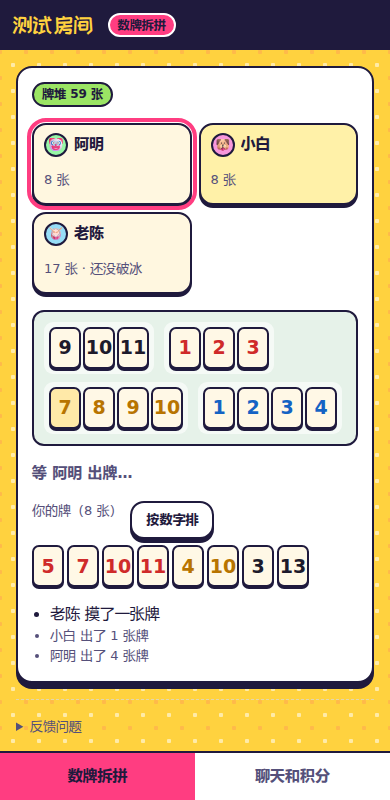 测试房间 数牌拆拼
牌堆 59 张
阿明 小白
8 张 8 张
老陈
17 张 · 还没破冰
9 10 11 1 2 3
7 8 9 10 1 2 3 4
等 阿明 出牌…
你的牌（8 张） 按数字排
5 7 10 11 4 10 3 13
老陈 摸了一张牌
小白 出了 1 张牌
阿明 出了 4 张牌
反馈问题
数牌拆拼 聊天和积分